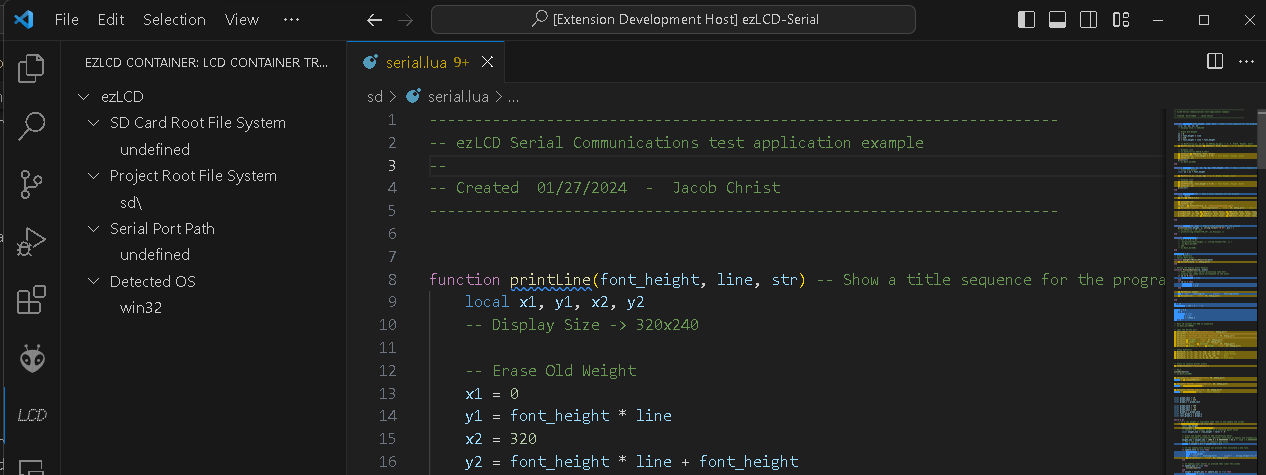 File Edit Selection View ···
[Extension Development Host] ezLCD-Serial
EZLCD CONTAINER: LCD CONTAINER TR...
ezLCD
SD Card Root File System
undefined
Project Root File System
sd\
Serial Port Path
undefined
Detected OS
win32
LCD
serial.lua 9+
sd > serial.lua > ...
1 ----------------------------------------------------------------------
2 -- ezLCD Serial Communications test application example
3 --
4 -- Created  01/27/2024  -  Jacob Christ
5 ----------------------------------------------------------------------
6
7
8 function printLine(font_height, line, str) -- Show a title sequence for the progra
9     local x1, y1, x2, y2
10     -- Display Size -> 320x240
11
12     -- Erase Old Weight
13     x1 = 0
14     y1 = font_height * line
15     x2 = 320
16     y2 = font_height * line + font_height